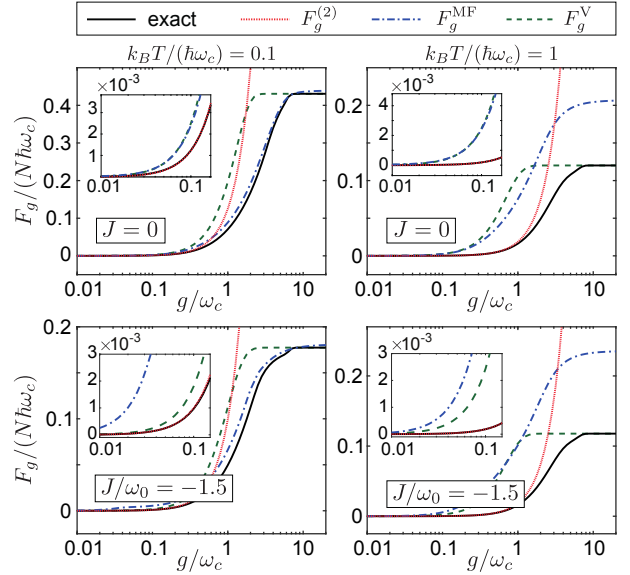 exact F_g^{(2)} F_g^{MF} F_g^{V}
k_BT/(ħω_c) = 0.1 k_BT/(ħω_c) = 1
F_g/(Nħω_c)
0.4
0.3
0.2
0.1
0
×10^{-3}
3
2
1
0
0.01 0.1
J = 0
0.01 0.1 1 10
g/ω_c
0.2
0.1
0
×10^{-3}
4
2
0
0.01 0.1
J = 0
0.01 0.1 1 10
g/ω_c
F_g/(Nħω_c)
0.2
0.1
0
×10^{-3}
3
2
1
0
0.01 0.1
J/ω_0 = −1.5
0.01 0.1 1 10
g/ω_c
0.2
0.1
0
×10^{-3}
3
2
1
0
0.01 0.1
J/ω_0 = −1.5
0.01 0.1 1 10
g/ω_c